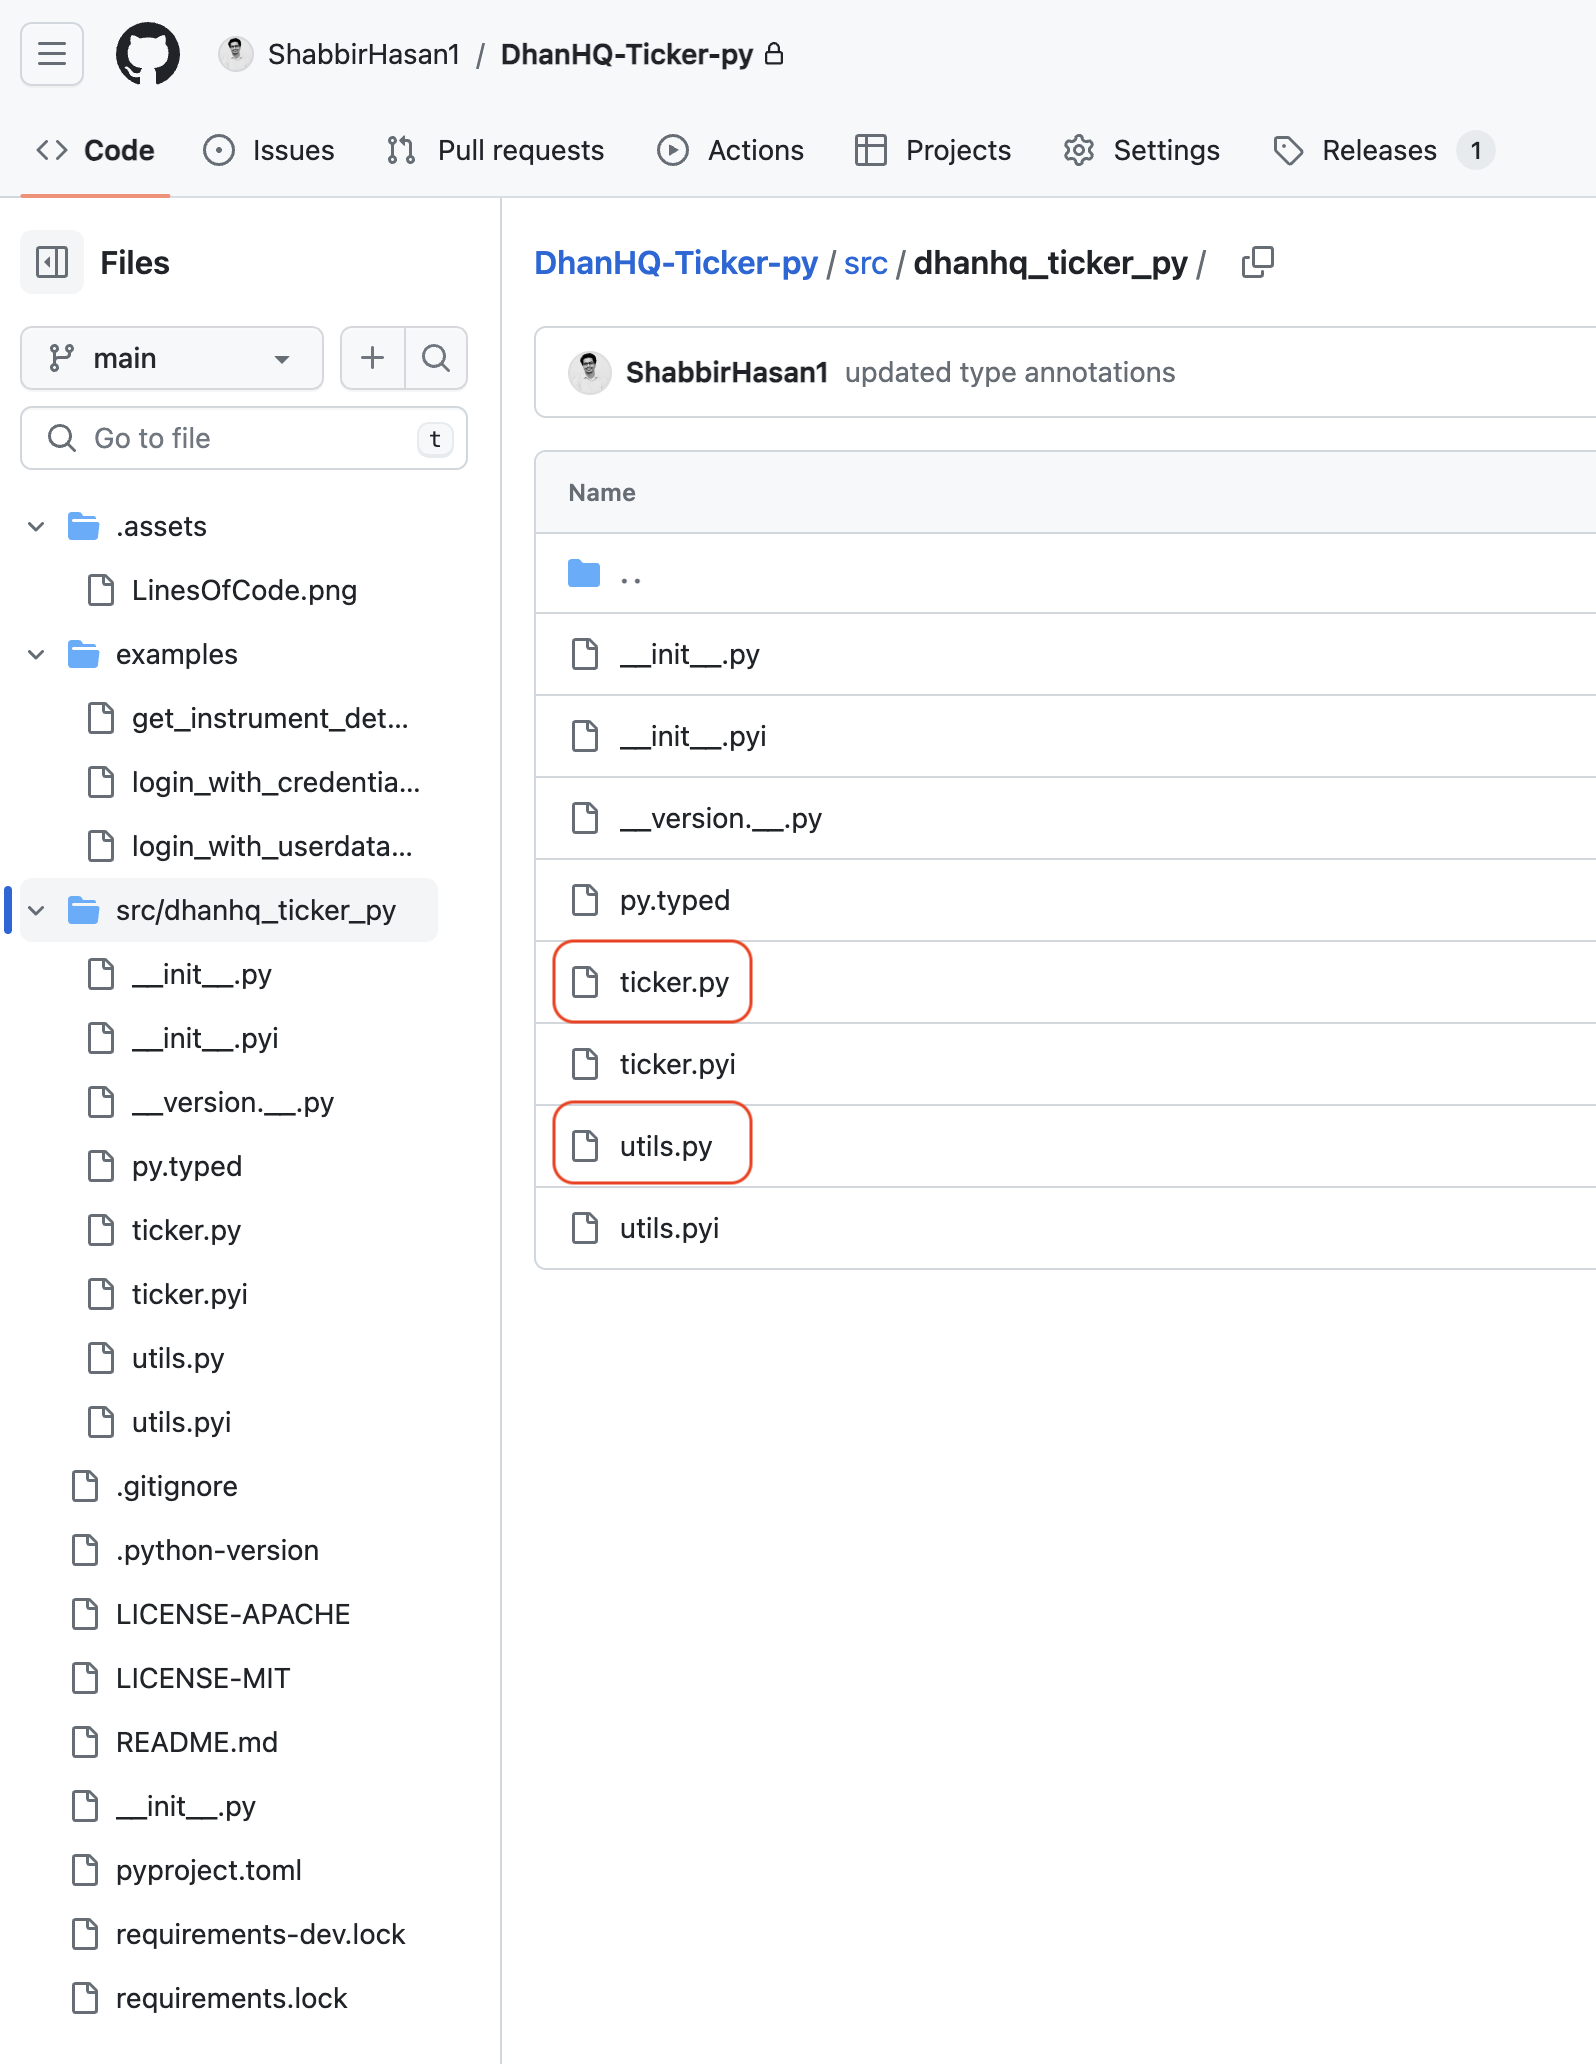 ShabbirHasan1 / DhanHQ-Ticker-py
Code Issues Pull requests Actions Projects Settings Releases 1
Files
main
Go to file t
.assets
LinesOfCode.png
examples
get_instrument_det...
login_with_credentia...
login_with_userdata...
src/dhanhq_ticker_py
__init__.py
__init__.pyi
__version.__.py
py.typed
ticker.py
ticker.pyi
utils.py
utils.pyi
.gitignore
.python-version
LICENSE-APACHE
LICENSE-MIT
README.md
__init__.py
pyproject.toml
requirements-dev.lock
requirements.lock
DhanHQ-Ticker-py / src / dhanhq_ticker_py /
ShabbirHasan1 updated type annotations
Name
..
__init__.py
__init__.pyi
__version.__.py
py.typed
ticker.py
ticker.pyi
utils.py
utils.pyi